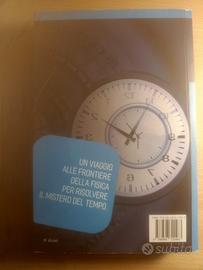 UN VIAGGIO
ALLE FRONTIERE
DELLA FISICA
PER RISOLVERE
IL MISTERO DEL TEMPO
subito